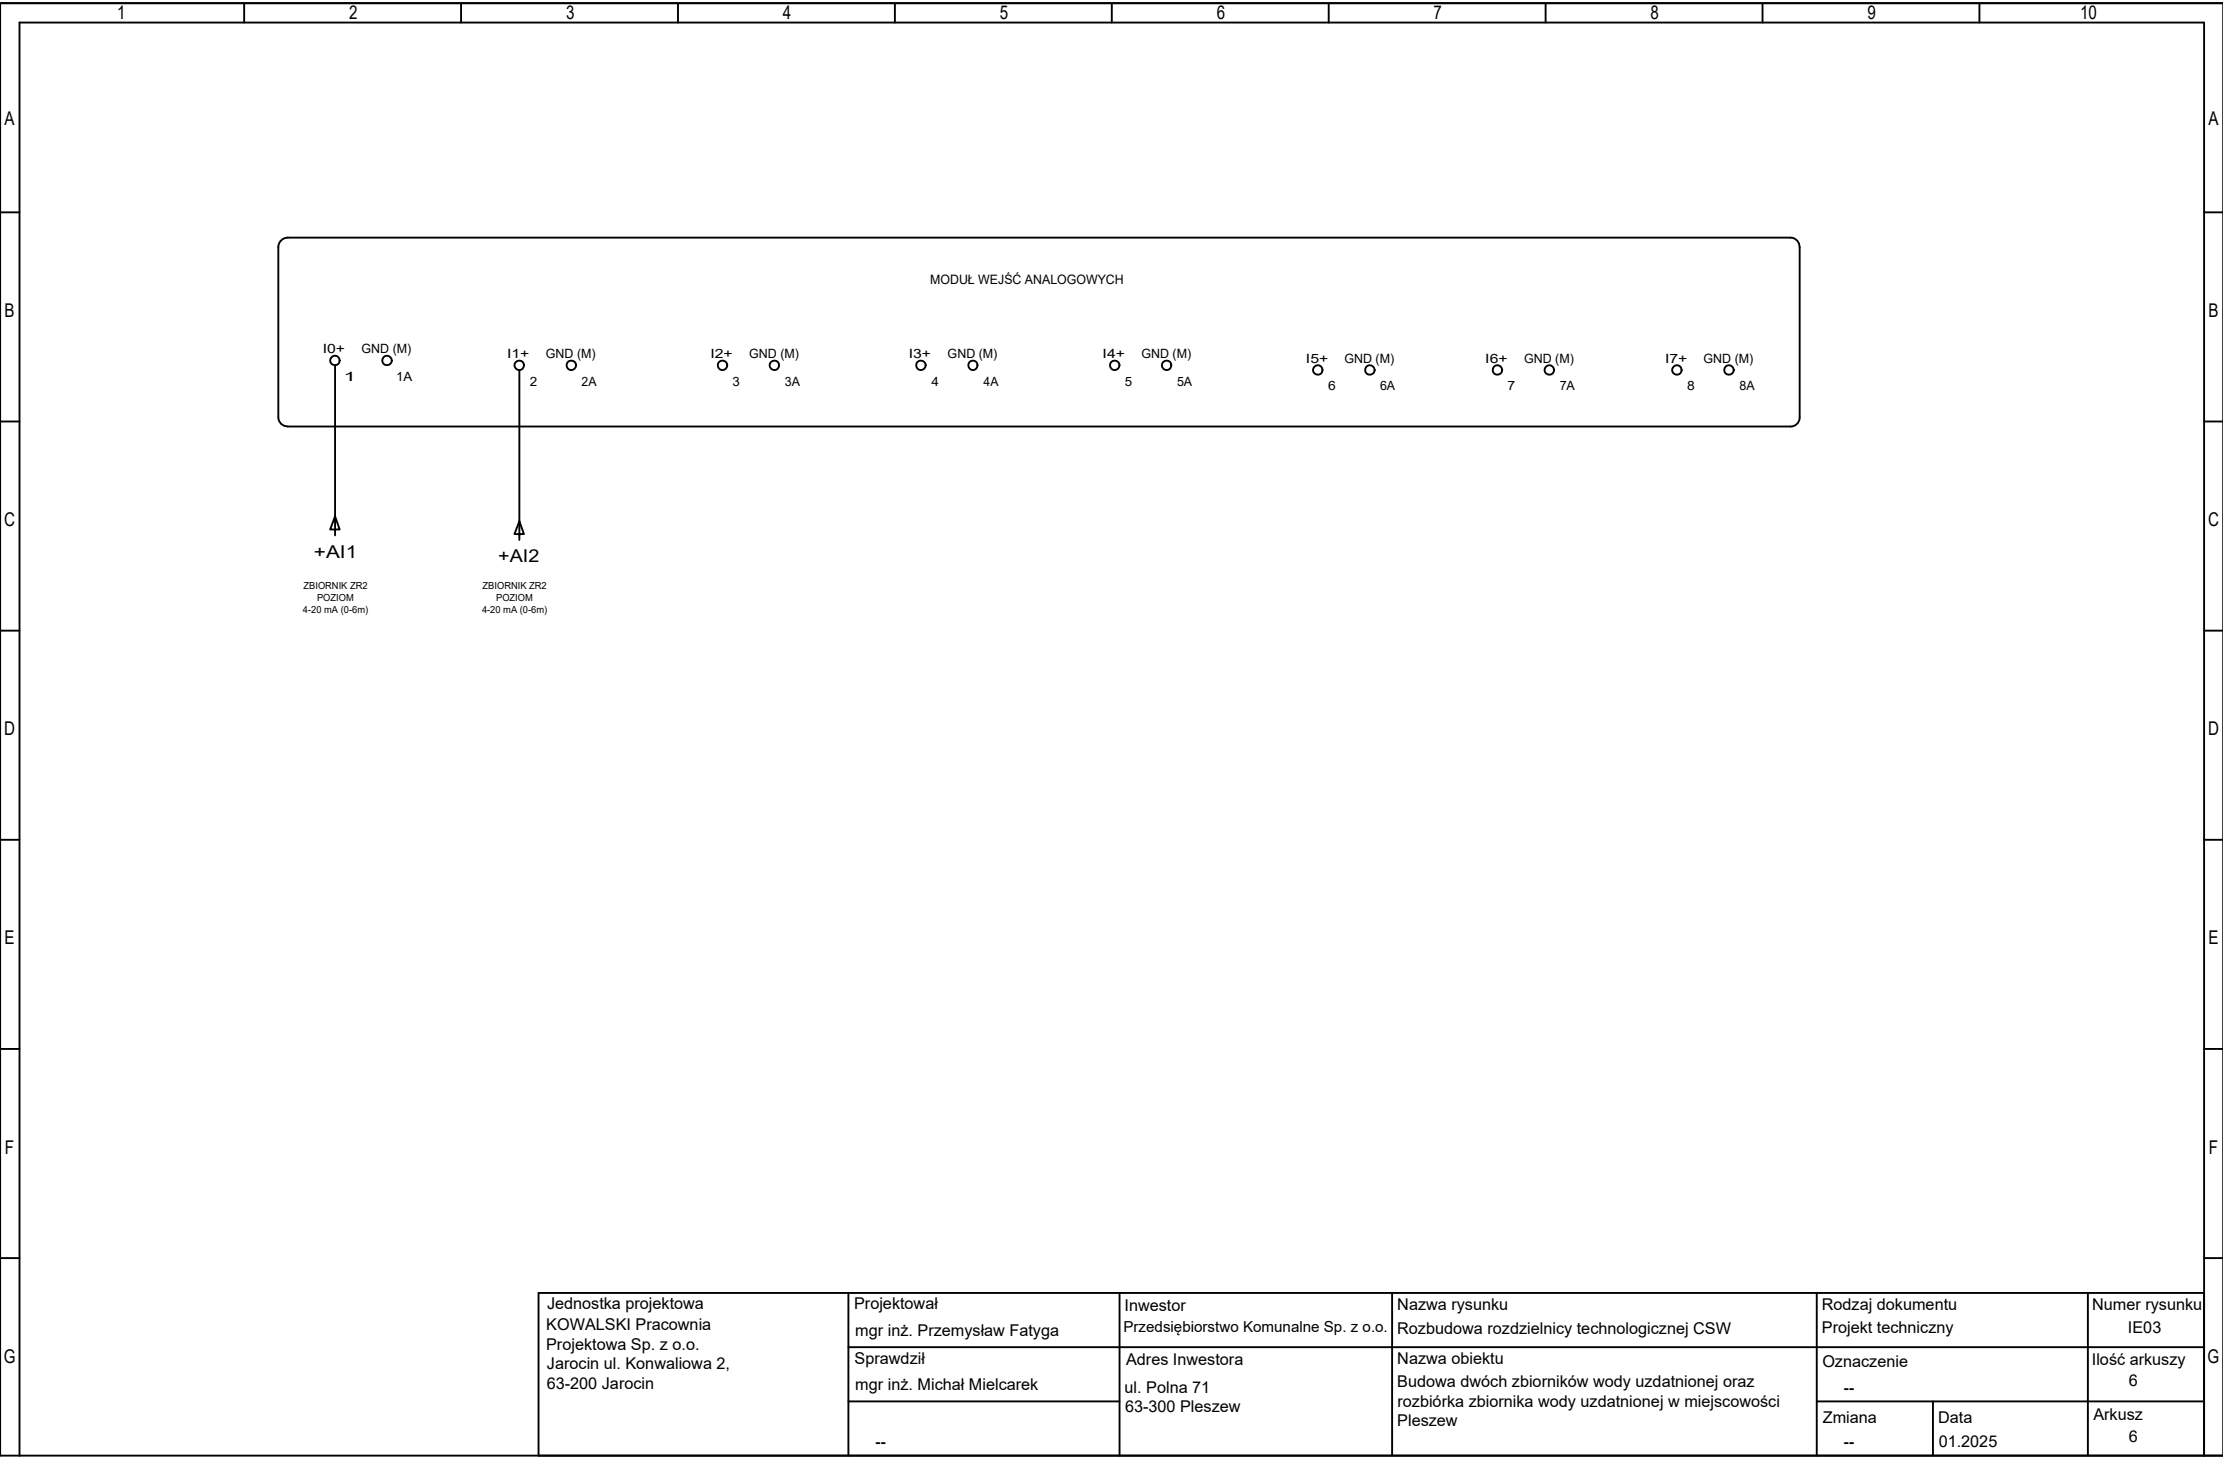 1 2 3 4 5 6 7 8 9 10
A A
MODUŁ WEJŚĆ ANALOGOWYCH
B B
I0+ GND (M) I1+ GND (M) I2+ GND (M) I3+ GND (M) I4+ GND (M) I5+ GND (M) I6+ GND (M) I7+ GND (M)
1 1A 2 2A 3 3A 4 4A 5 5A 6 6A 7 7A 8 8A
C C
+AI1
ZBIORNIK ZR2
POZIOM
4-20 mA (0-6m)
+AI2
ZBIORNIK ZR2
POZIOM
4-20 mA (0-6m)
D D
E E
F F
G G
Jednostka projektowa
KOWALSKI Pracownia
Projektowa Sp. z o.o.
Jarocin ul. Konwaliowa 2,
63-200 Jarocin
Projektował
mgr inż. Przemysław Fatyga
Sprawdził
mgr inż. Michał Mielcarek
--
Inwestor
Przedsiębiorstwo Komunalne Sp. z o.o.
Adres Inwestora
ul. Polna 71
63-300 Pleszew
Nazwa rysunku
Rozbudowa rozdzielnicy technologicznej CSW
Nazwa obiektu
Budowa dwóch zbiorników wody uzdatnionej oraz
rozbiórka zbiornika wody uzdatnionej w miejscowości
Pleszew
Rodzaj dokumentu
Projekt techniczny
Oznaczenie
--
Zmiana
--
Data
01.2025
Numer rysunku
IE03
Ilość arkuszy
6
Arkusz
6